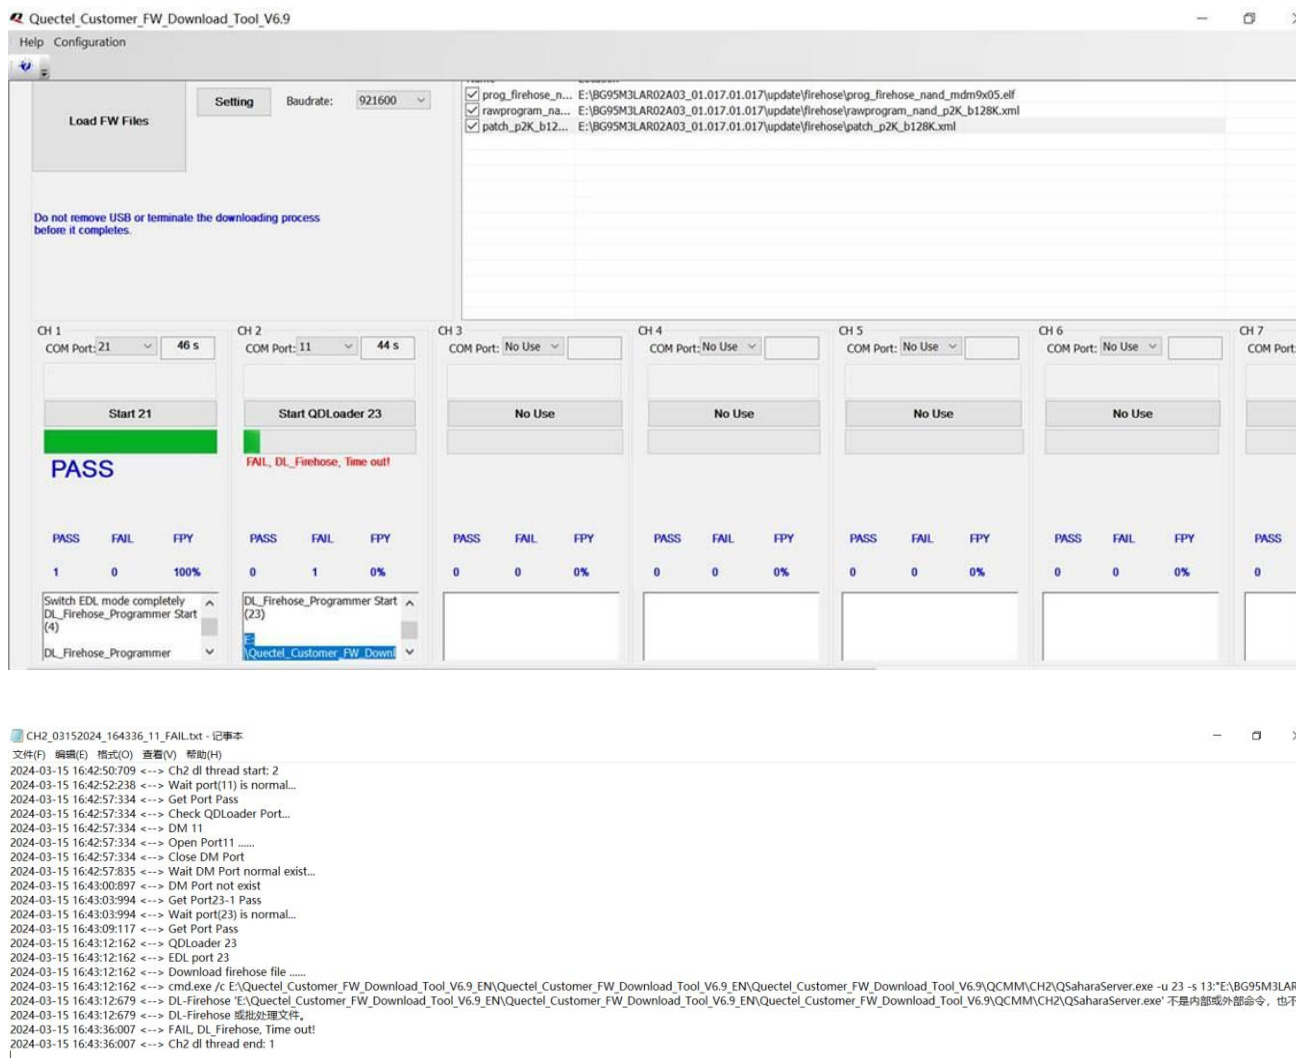 Quectel_Customer_FW_Download_Tool_V6.9
Help Configuration
Load FW Files
Setting
Baudrate:
921600
prog_firehose_n... E:\BG95M3LAR02A03_01.017.01.017\update\firehose\prog_firehose_nand_mdm9x05.elf
rawprogram_na... E:\BG95M3LAR02A03_01.017.01.017\update\firehose\rawprogram_nand_p2K_b128K.xml
patch_p2K_b12... E:\BG95M3LAR02A03_01.017.01.017\update\firehose\patch_p2K_b128K.xml
Do not remove USB or terminate the downloading process
before it completes.
CH 1
COM Port: 21
46 s
Start 21
PASS
PASS FAIL FPY
1 0 100%
Switch EDL mode completely
DL_Firehose_Programmer Start
(4)
DL_Firehose_Programmer
CH 2
COM Port: 11
44 s
Start QDLoader 23
FAIL, DL_Firehose, Time out!
PASS FAIL FPY
0 1 0%
DL_Firehose_Programmer Start
(23)
E:
\Quectel_Customer_FW_Downl
CH 3
COM Port: No Use
No Use
PASS FAIL FPY
0 0 0%
CH 4
COM Port: No Use
No Use
PASS FAIL FPY
0 0 0%
CH 5
COM Port: No Use
No Use
PASS FAIL FPY
0 0 0%
CH 6
COM Port: No Use
No Use
PASS FAIL FPY
0 0 0%
CH 7
COM Port:
PASS
0
CH2_03152024_164336_11_FAIL.txt - 记事本
文件(F) 编辑(E) 格式(O) 查看(V) 帮助(H)
2024-03-15 16:42:50:709 <--> Ch2 dl thread start: 2
2024-03-15 16:42:52:238 <--> Wait port(11) is normal...
2024-03-15 16:42:57:334 <--> Get Port Pass
2024-03-15 16:42:57:334 <--> Check QDLoader Port...
2024-03-15 16:42:57:334 <--> DM 11
2024-03-15 16:42:57:334 <--> Open Port11 ......
2024-03-15 16:42:57:334 <--> Close DM Port
2024-03-15 16:42:57:835 <--> Wait DM Port normal exist...
2024-03-15 16:43:00:897 <--> DM Port not exist
2024-03-15 16:43:03:994 <--> Get Port23-1 Pass
2024-03-15 16:43:03:994 <--> Wait port(23) is normal...
2024-03-15 16:43:09:117 <--> Get Port Pass
2024-03-15 16:43:12:162 <--> QDLoader 23
2024-03-15 16:43:12:162 <--> EDL port 23
2024-03-15 16:43:12:162 <--> Download firehose file ......
2024-03-15 16:43:12:162 <--> cmd.exe /c E:\Quectel_Customer_FW_Download_Tool_V6.9_EN\Quectel_Customer_FW_Download_Tool_V6.9_EN\Quectel_Customer_FW_Download_Tool_V6.9\QCMM\CH2\QSaharaServer.exe -u 23 -s 13:"E:\BG95M3LAR
2024-03-15 16:43:12:679 <--> DL-Firehose 'E:\Quectel_Customer_FW_Download_Tool_V6.9_EN\Quectel_Customer_FW_Download_Tool_V6.9_EN\Quectel_Customer_FW_Download_Tool_V6.9\QCMM\CH2\QSaharaServer.exe' 不是内部或外部命令，也不
2024-03-15 16:43:12:679 <--> DL-Firehose 或批处理文件。
2024-03-15 16:43:36:007 <--> FAIL, DL_Firehose, Time out!
2024-03-15 16:43:36:007 <--> Ch2 dl thread end: 1